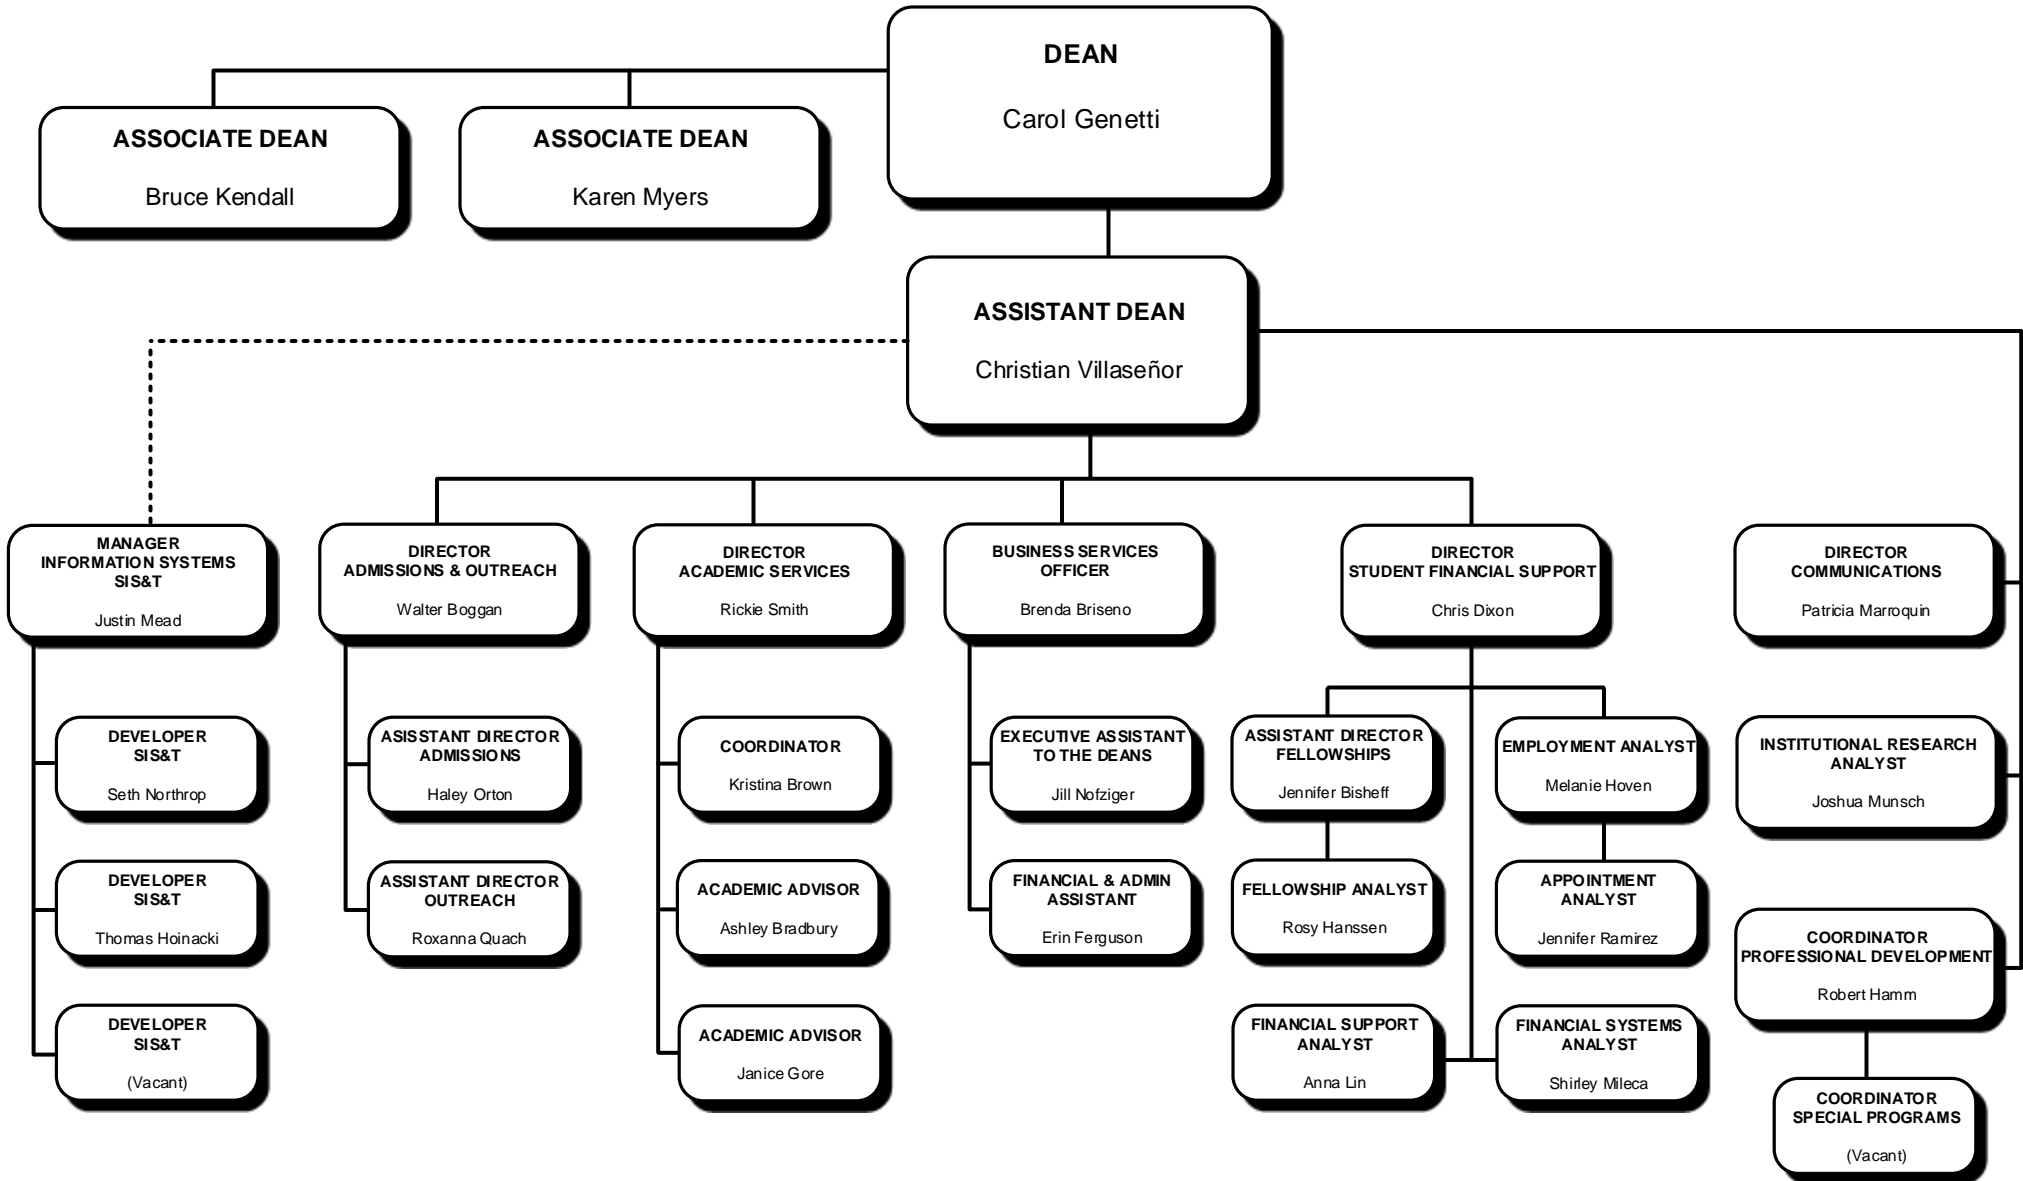 DEAN
Carol Genetti
ASSOCIATE DEAN
Bruce Kendall
ASSOCIATE DEAN
Karen Myers
ASSISTANT DEAN
Christian Villaseñor
MANAGER
INFORMATION SYSTEMS
SIS&T
Justin Mead
DIRECTOR
ADMISSIONS & OUTREACH
Walter Boggan
DIRECTOR
ACADEMIC SERVICES
Rickie Smith
BUSINESS SERVICES
OFFICER
Brenda Briseno
DIRECTOR
STUDENT FINANCIAL SUPPORT
Chris Dixon
DIRECTOR
COMMUNICATIONS
Patricia Marroquin
DEVELOPER
SIS&T
Seth Northrop
ASISSTANT DIRECTOR
ADMISSIONS
Haley Orton
COORDINATOR
Kristina Brown
EXECUTIVE ASSISTANT
TO THE DEANS
Jill Nofziger
ASSISTANT DIRECTOR
FELLOWSHIPS
Jennifer Bisheff
EMPLOYMENT ANALYST
Melanie Hoven
INSTITUTIONAL RESEARCH
ANALYST
Joshua Munsch
DEVELOPER
SIS&T
Thomas Hoinacki
ASSISTANT DIRECTOR
OUTREACH
Roxanna Quach
ACADEMIC ADVISOR
Ashley Bradbury
FINANCIAL & ADMIN
ASSISTANT
Erin Ferguson
FELLOWSHIP ANALYST
Rosy Hanssen
APPOINTMENT
ANALYST
Jennifer Ramirez
COORDINATOR
PROFESSIONAL DEVELOPMENT
Robert Hamm
DEVELOPER
SIS&T
(Vacant)
ACADEMIC ADVISOR
Janice Gore
FINANCIAL SUPPORT
ANALYST
Anna Lin
FINANCIAL SYSTEMS
ANALYST
Shirley Mileca
COORDINATOR
SPECIAL PROGRAMS
(Vacant)